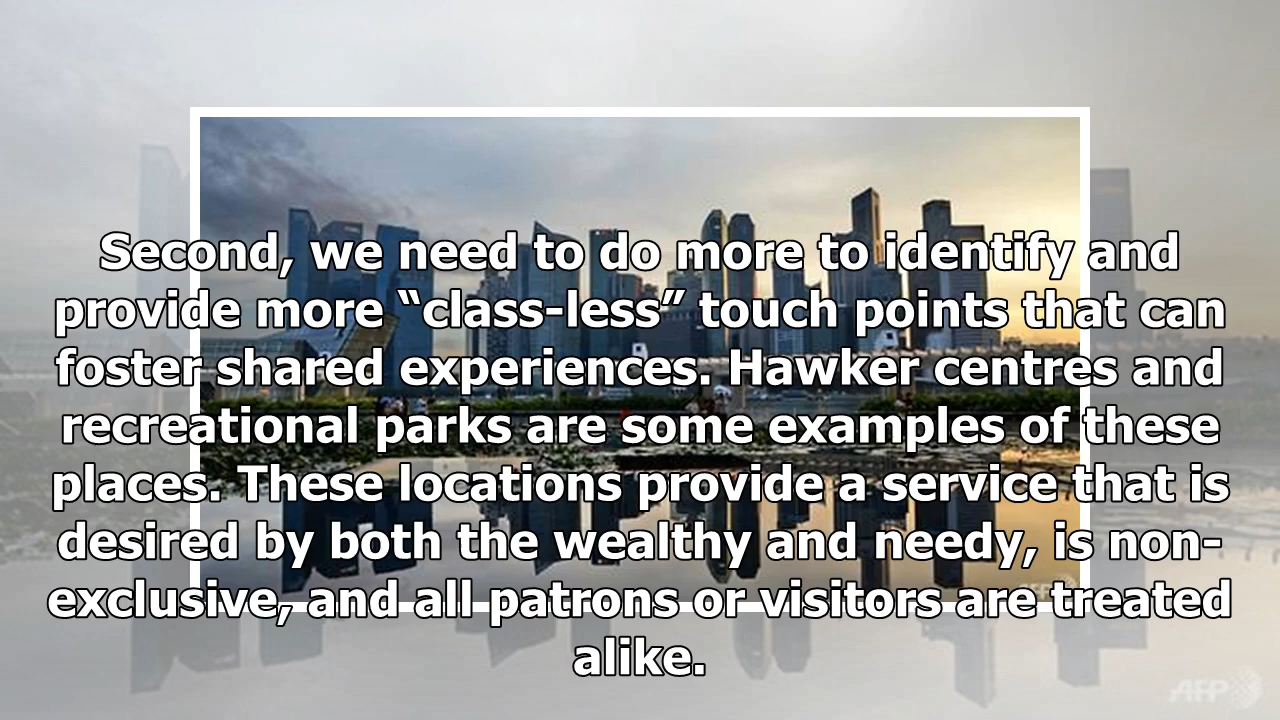 Second, we need to do more to identify and
provide more “class-less” touch points that can
foster shared experiences. Hawker centres and
recreational parks are some examples of these
places. These locations provide a service that is
desired by both the wealthy and needy, is non-
exclusive, and all patrons or visitors are treated
alike.
AFP